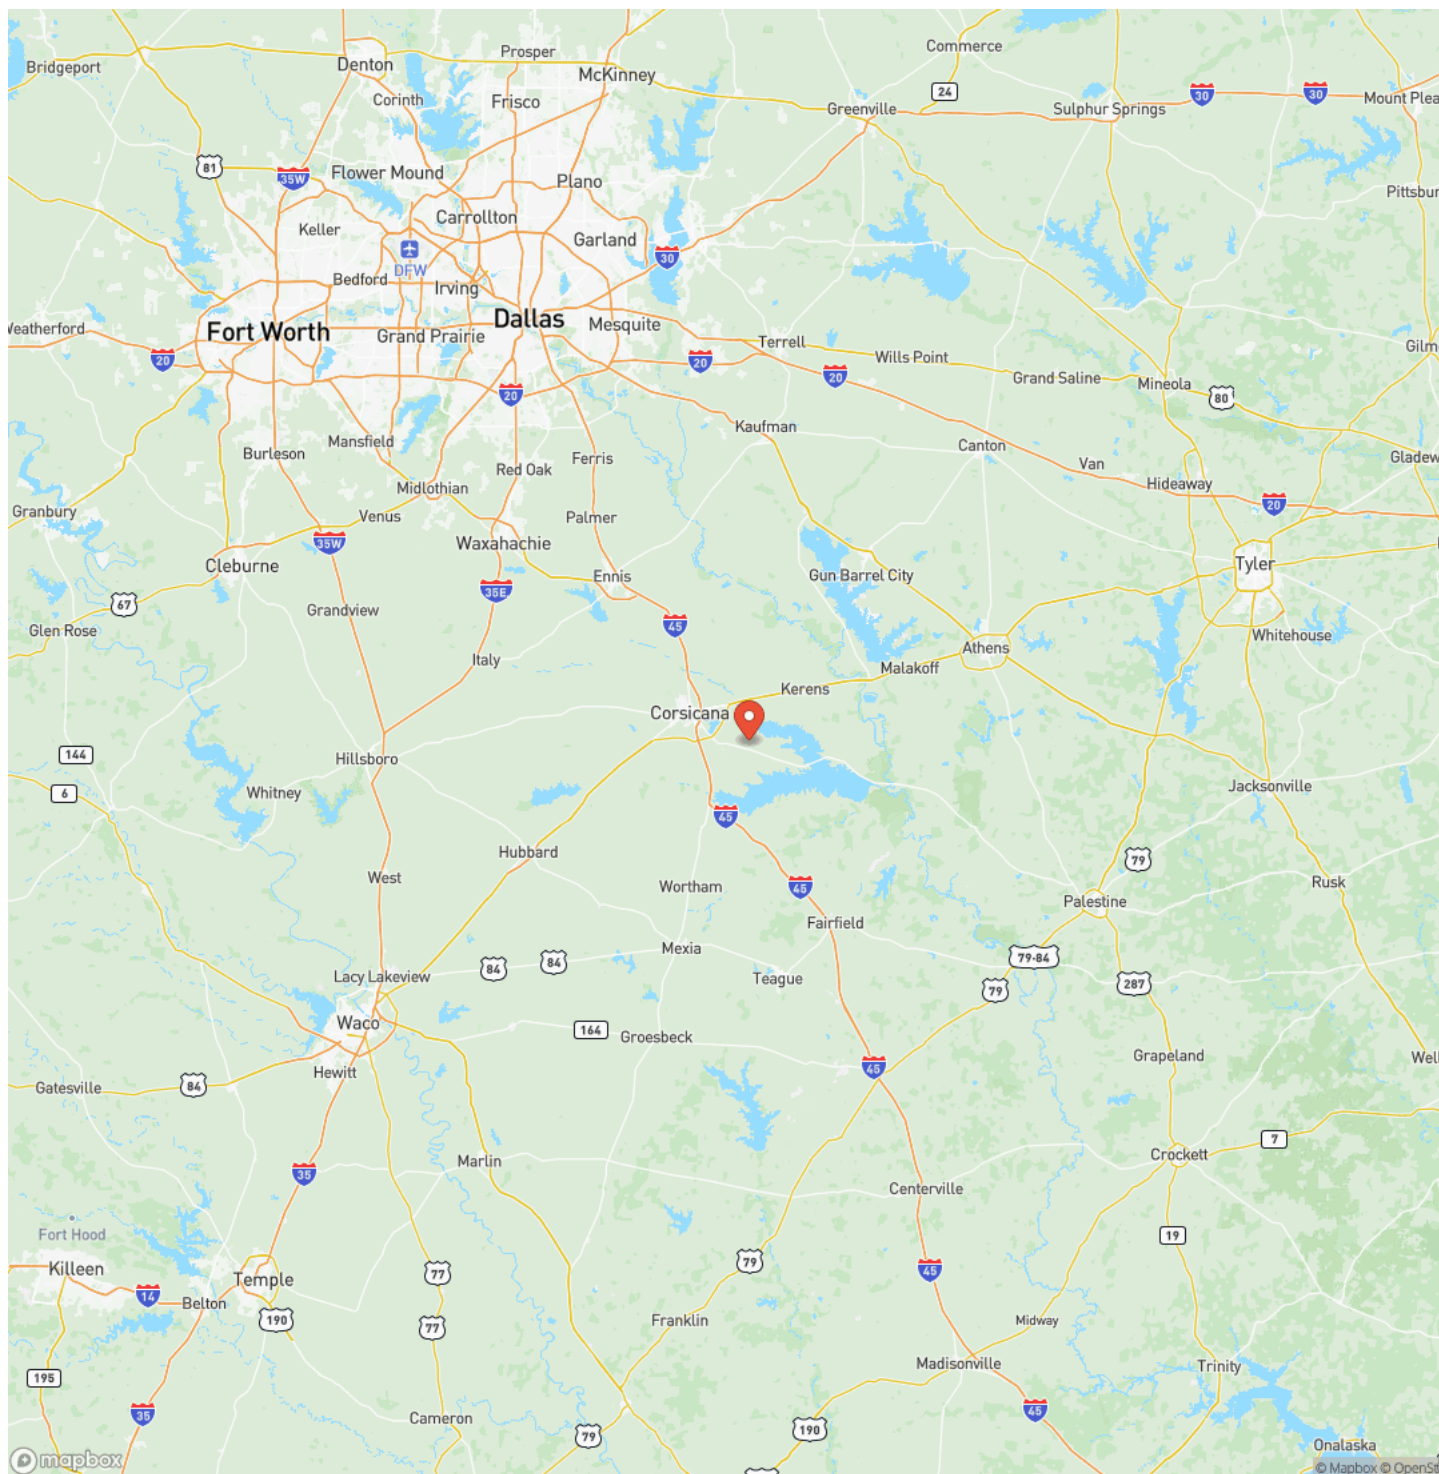 Commerce
Prosper
Denton
Bridgeport
McKinney
24
30
30
Corinth
Frisco
Greenville
Sulphur Springs
Mount Plea
81
35W
Flower Mound
Plano
Pittsbur
Carrollton
Keller
Garland
DFW
30
Bedford
Irving
Fort Worth
Dallas
Mesquite
Weatherford
Grand Prairie
Terrell
Gilm
20
20
Wills Point
20
Grand Saline
Mineola
20
80
Kaufman
Mansfield
Canton
Burleson
Ferris
Red Oak
Van
Gladew
Midlothian
Hideaway
20
Granbury
Venus
Palmer
35W
Waxahachie
Cleburne
Tyler
Ennis
Gun Barrel City
35E
67
Grandview
45
Glen Rose
Whitehouse
Italy
Athens
Malakoff
Kerens
Corsicana
144
Hillsboro
6
Whitney
Jacksonville
45
Hubbard
79
West
Wortham
45
Rusk
Palestine
Fairfield
Mexia
79-84
84
84
Lacy Lakeview
Teague
287
79
Waco
164
Groesbeck
Grapeland
Well
Hewitt
45
84
Gatesville
7
Crockett
Marlin
35
Centerville
Fort Hood
19
79
Killeen
77
45
Temple
14
Belton
190
Franklin
Midway
77
Madisonville
Trinity
195
45
35
Cameron
190
79
Onalaska
mapbox
© Mapbox © OpenSt